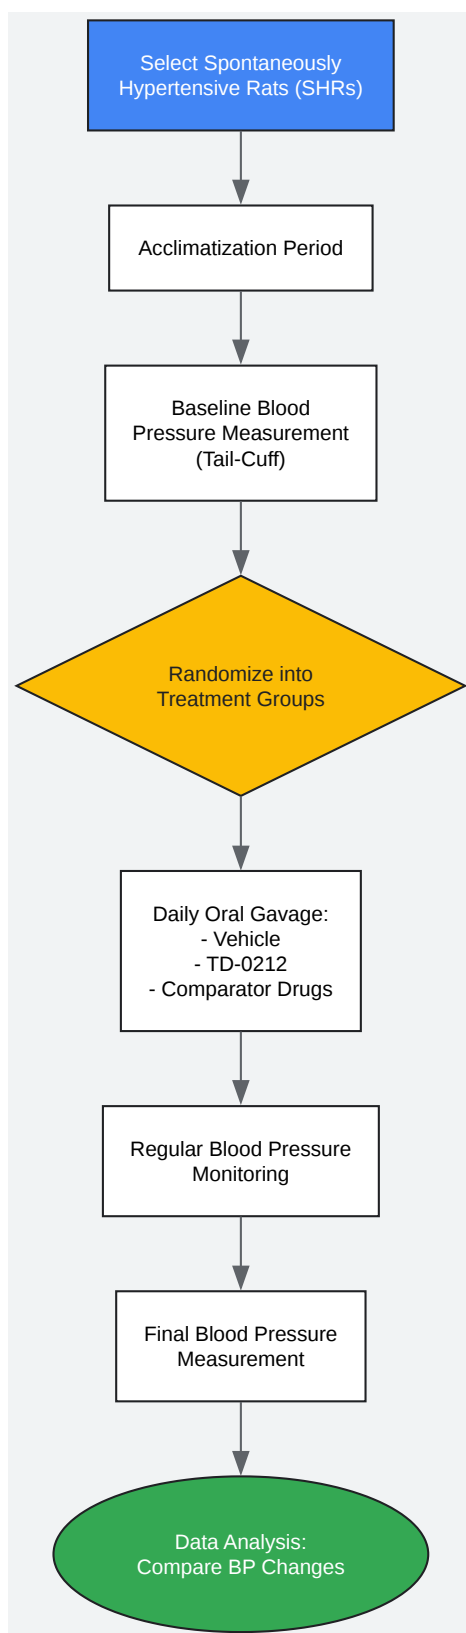 Select Spontaneously
Hypertensive Rats (SHRs)
Acclimatization Period
Baseline Blood
Pressure Measurement
(Tail-Cuff)
Randomize into
Treatment Groups
Daily Oral Gavage:
- Vehicle
- TD-0212
- Comparator Drugs
Regular Blood Pressure
Monitoring
Final Blood Pressure
Measurement
Data Analysis:
Compare BP Changes